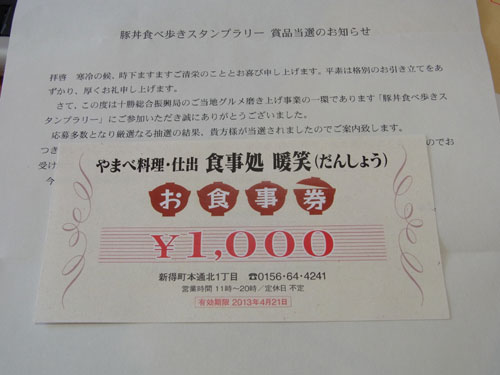 豚丼食べ歩きスタンプラリー 賞品当選のお知らせ
拝啓 寒冷の候、時下ますますご清栄のこととお喜び申し上げます。平素は格別のお引き立てをあ
ずかり、厚くお礼申し上げます。
さて、この度は十勝総合振興局のご当地グルメ磨き上げ事業の一環であります「豚丼食べ歩きス
タンプラリー」にご参加いただき誠にありがとうございました。
応募多数となり厳選なる抽選の結果、貴方様が当選されましたのでご案内致します。
つき
のでお
受け
今
やまべ料理・仕出 食事処 暖笑(だんしょう)
お食事券
¥1,000
新得町本通北1丁目 ☎0156・64・4241
営業時間 11時〜20時/定休日 不定
有効期限 2013年4月21日